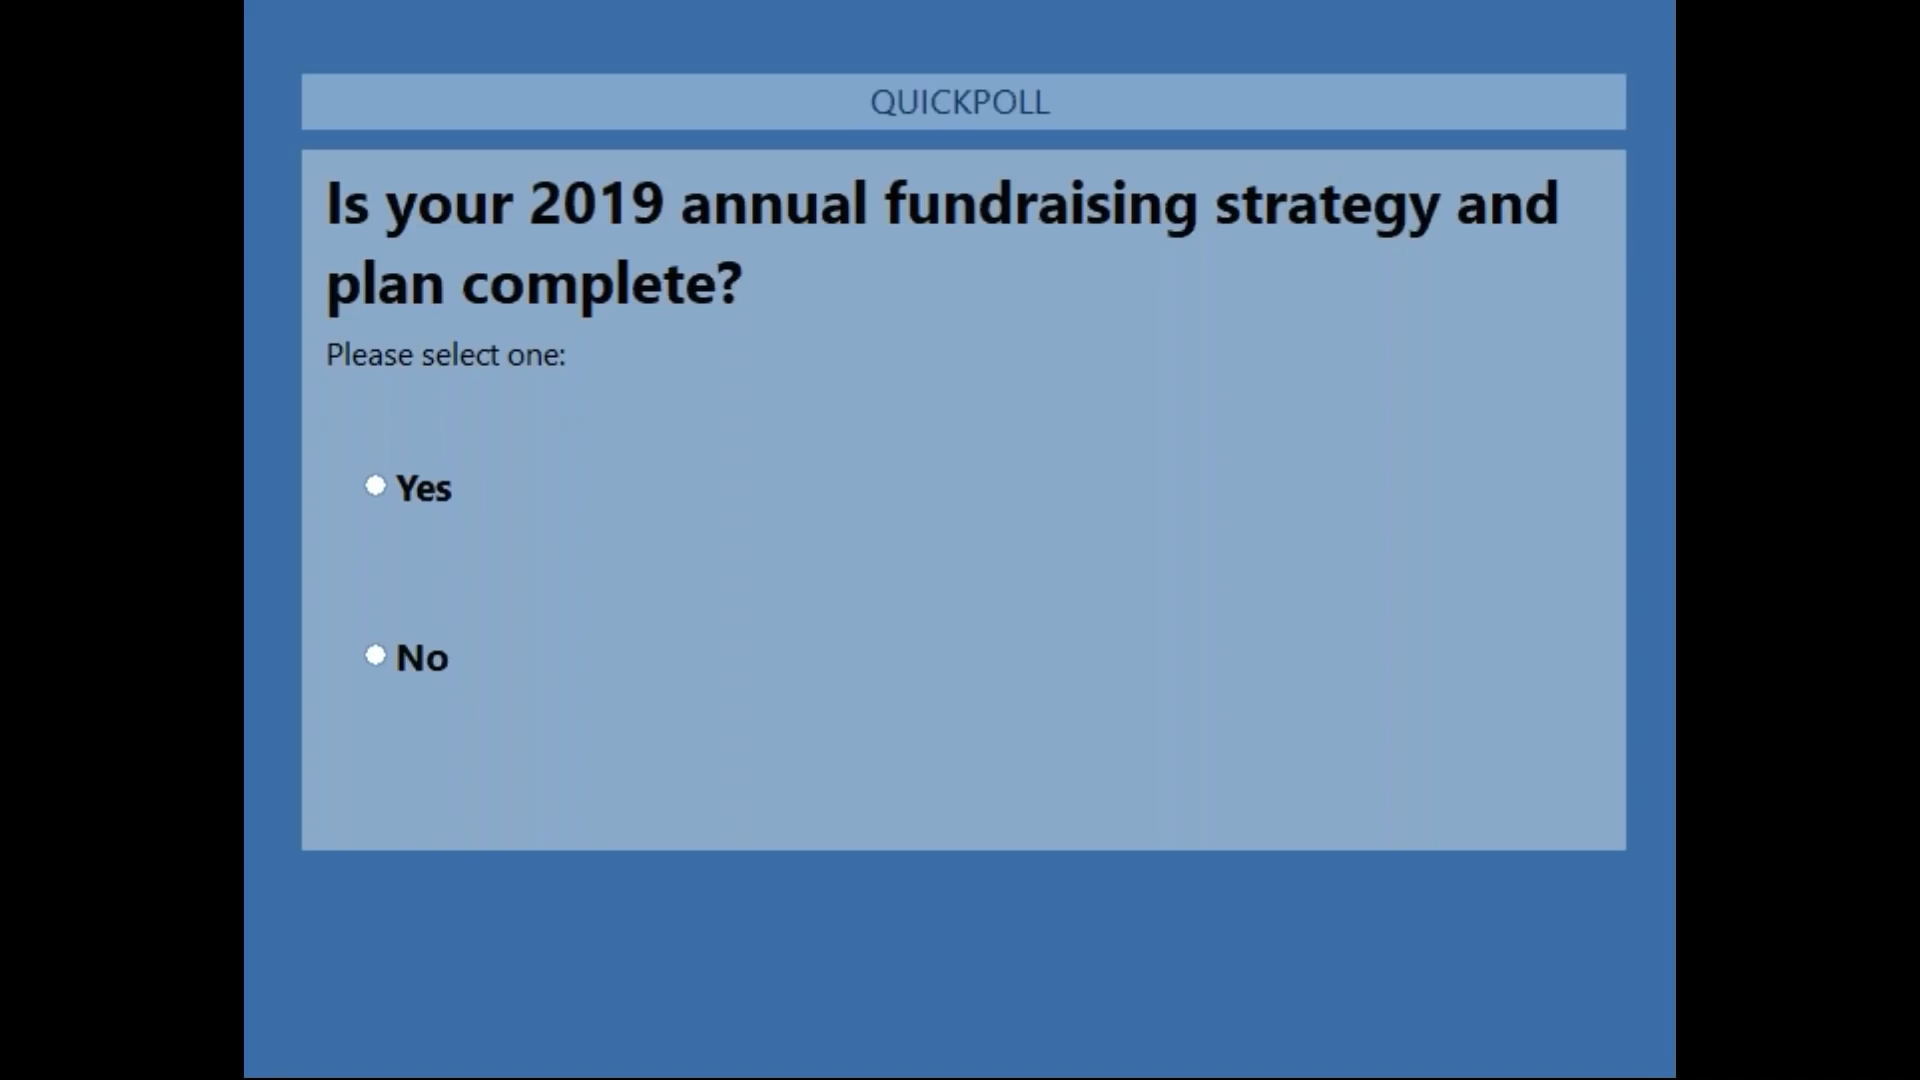 QUICKPOLL
Is your 2019 annual fundraising strategy and
plan complete?
Please select one:
Yes
No